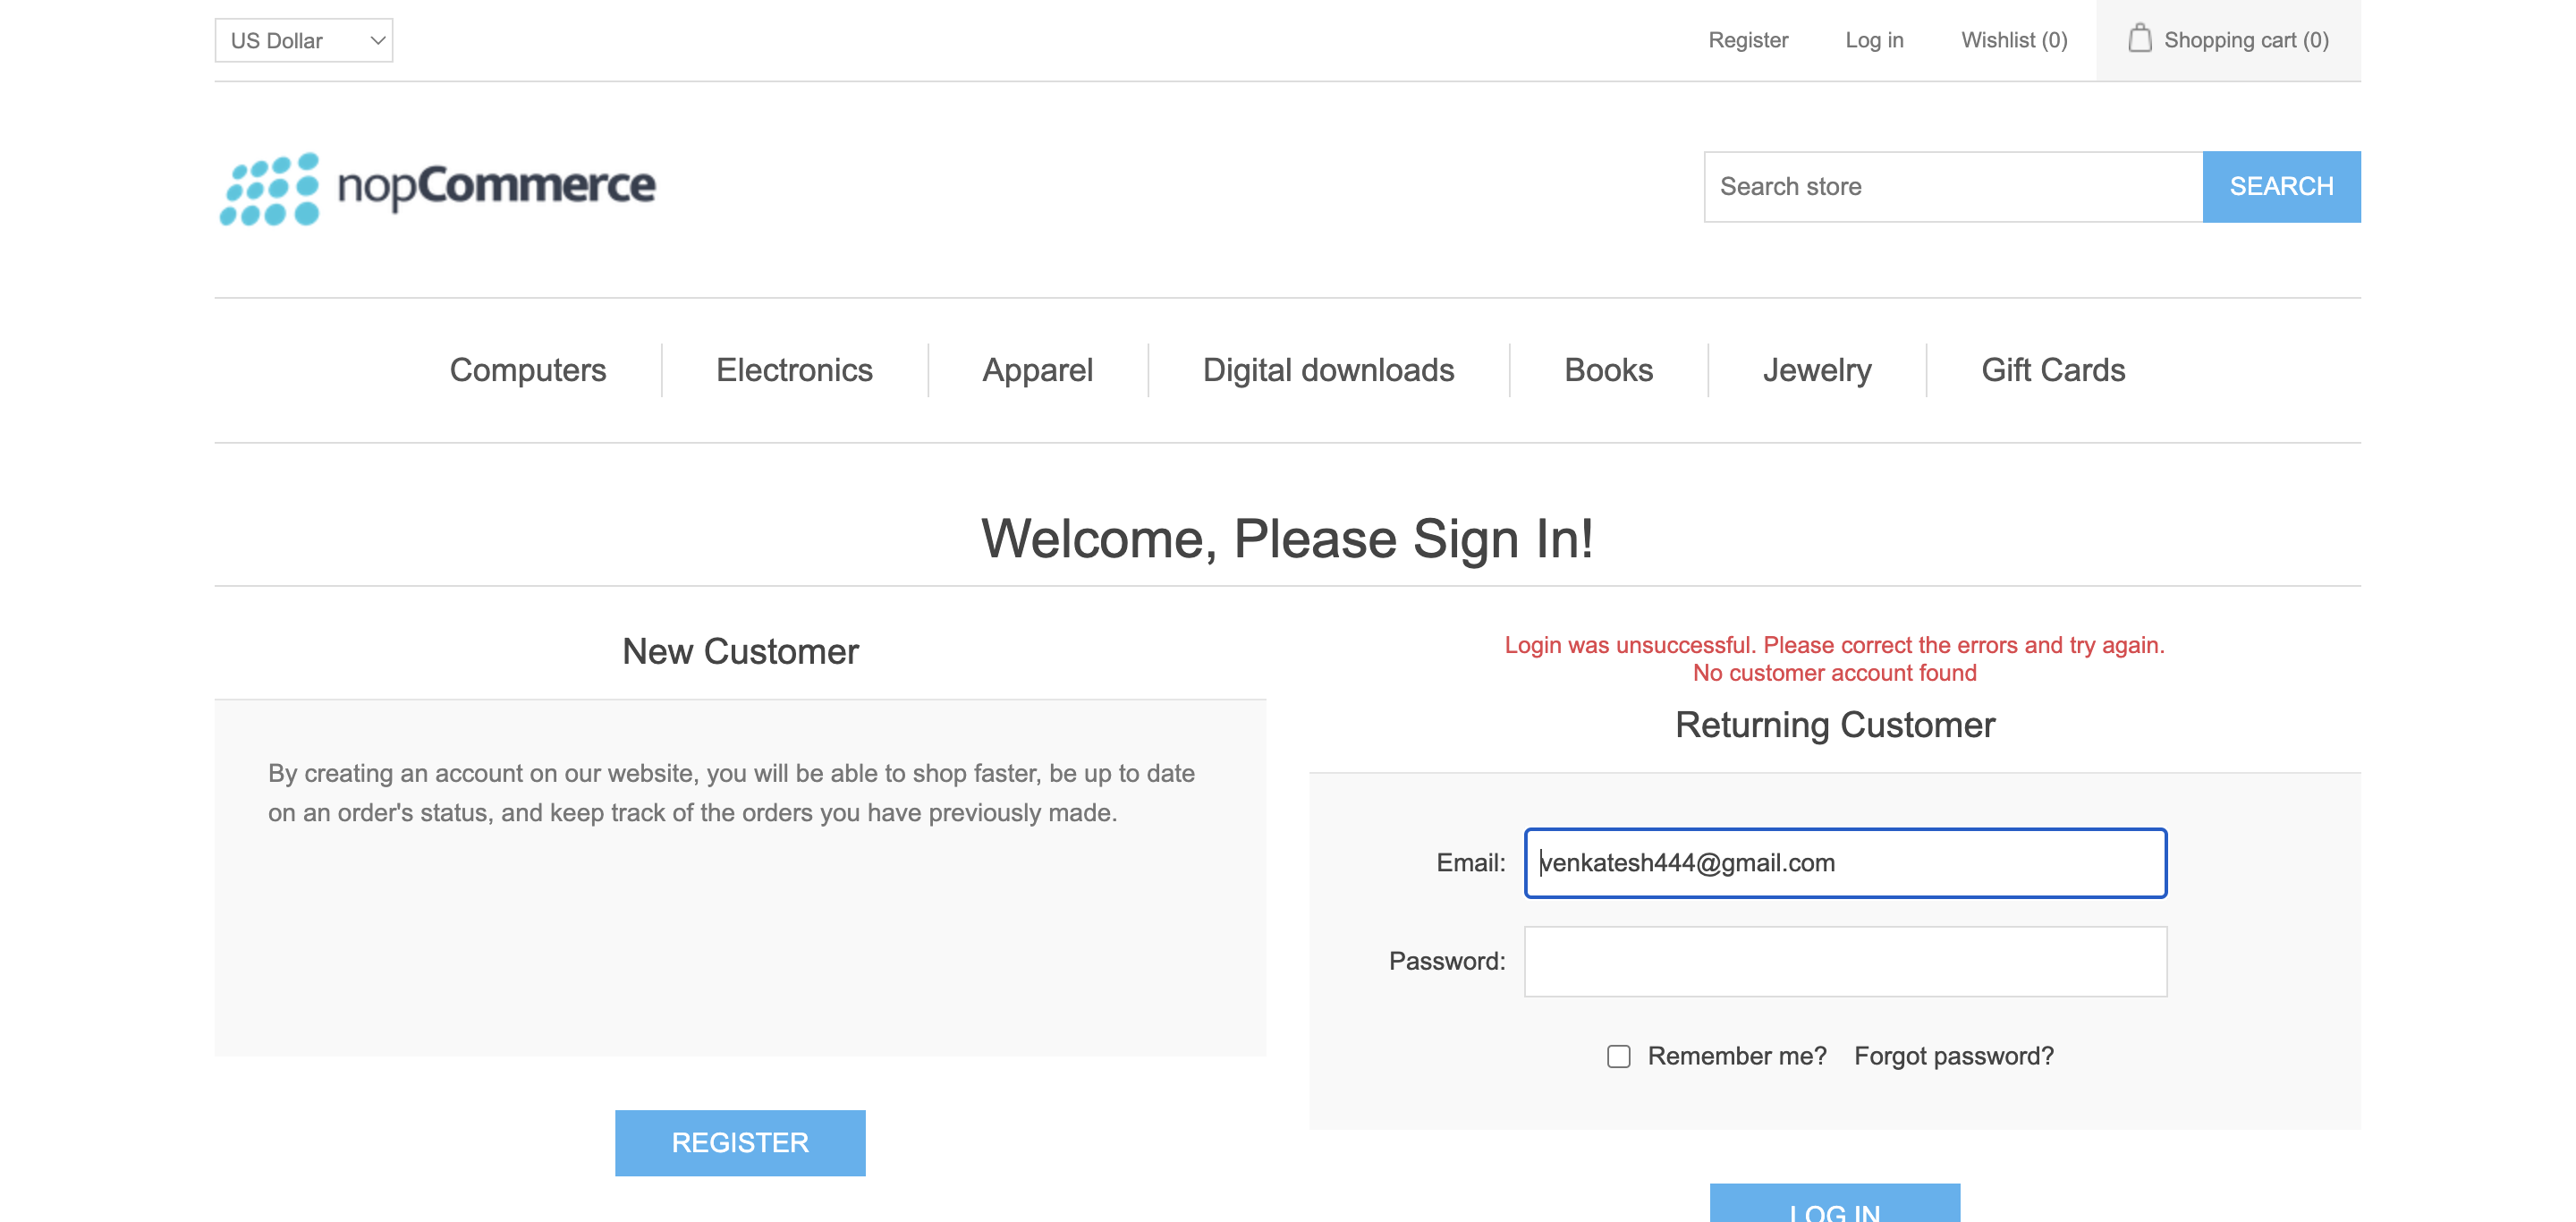 US Dollar
Register Log in Wishlist (0) Shopping cart (0)
nopCommerce
Search store SEARCH
Computers Electronics Apparel Digital downloads Books Jewelry Gift Cards
Welcome, Please Sign In!
New Customer
By creating an account on our website, you will be able to shop faster, be up to date
on an order's status, and keep track of the orders you have previously made.
REGISTER
Login was unsuccessful. Please correct the errors and try again.
No customer account found
Returning Customer
Email: venkatesh444@gmail.com
Password:
Remember me? Forgot password?
LOG IN